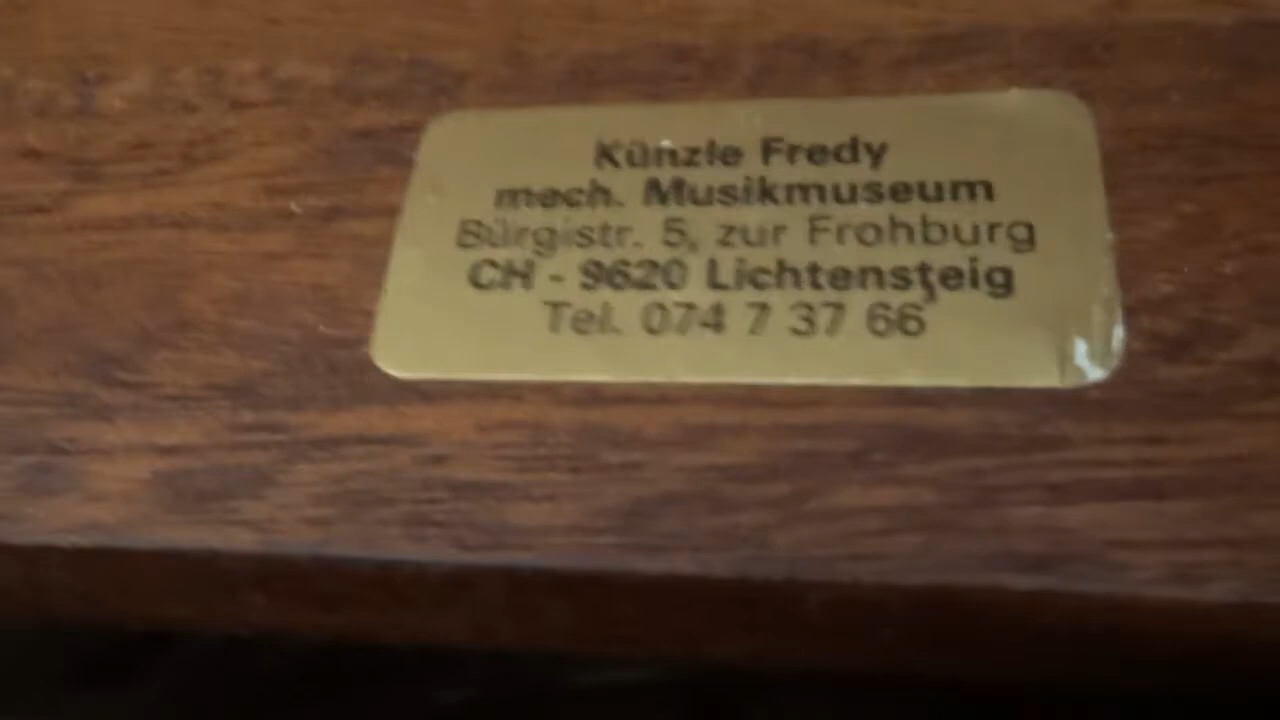 Künzle Fredy
mech. Musikmuseum
Bürgistr. 5, zur Frohburg
CH - 9620 Lichtensteig
Tel. 074 7 37 66